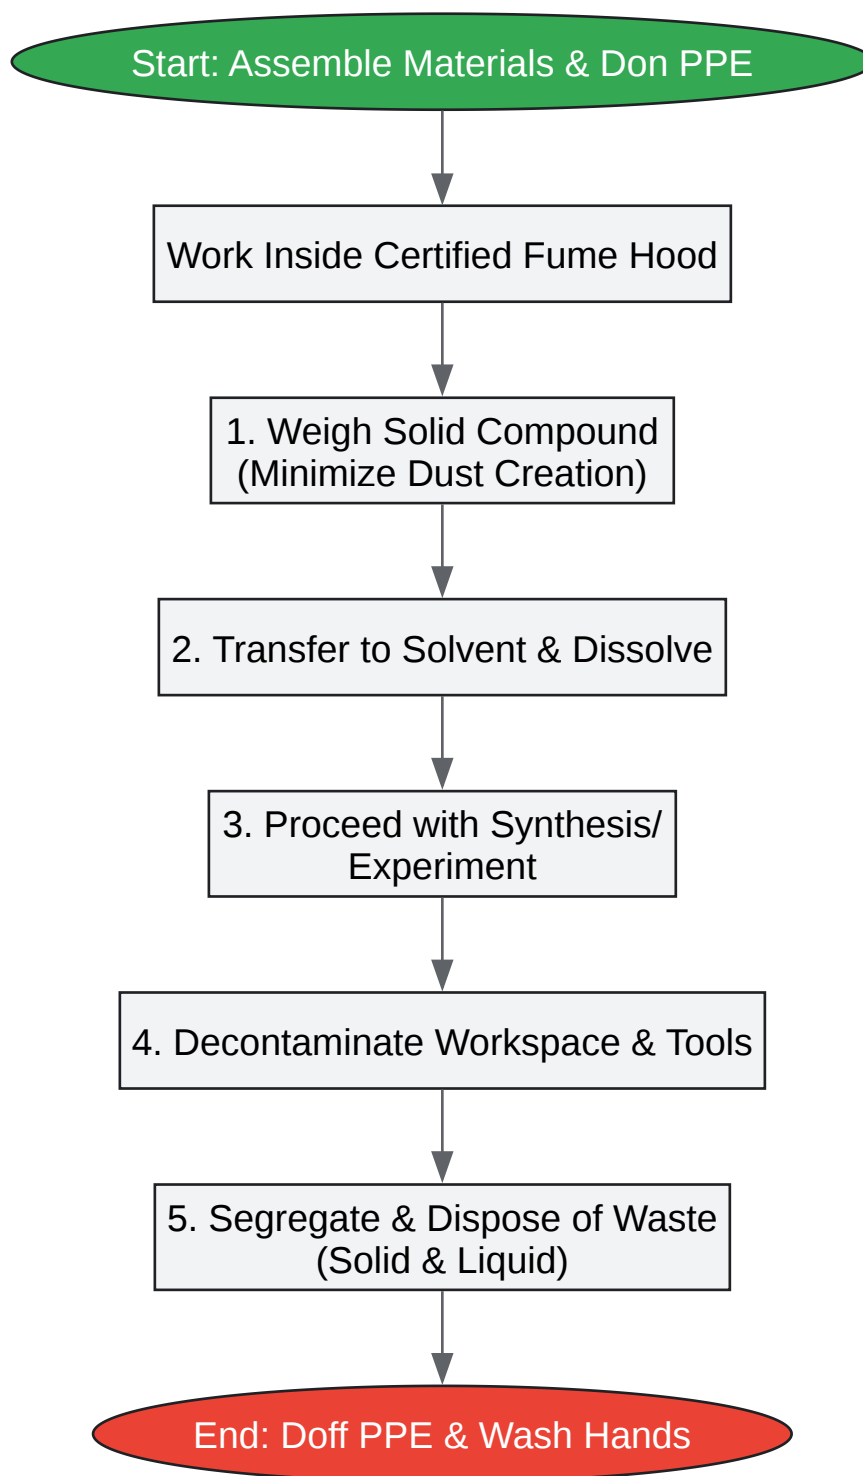 Start: Assemble Materials & Don PPE
Work Inside Certified Fume Hood
1. Weigh Solid Compound
(Minimize Dust Creation)
2. Transfer to Solvent & Dissolve
3. Proceed with Synthesis/
Experiment
4. Decontaminate Workspace & Tools
5. Segregate & Dispose of Waste
(Solid & Liquid)
End: Doff PPE & Wash Hands